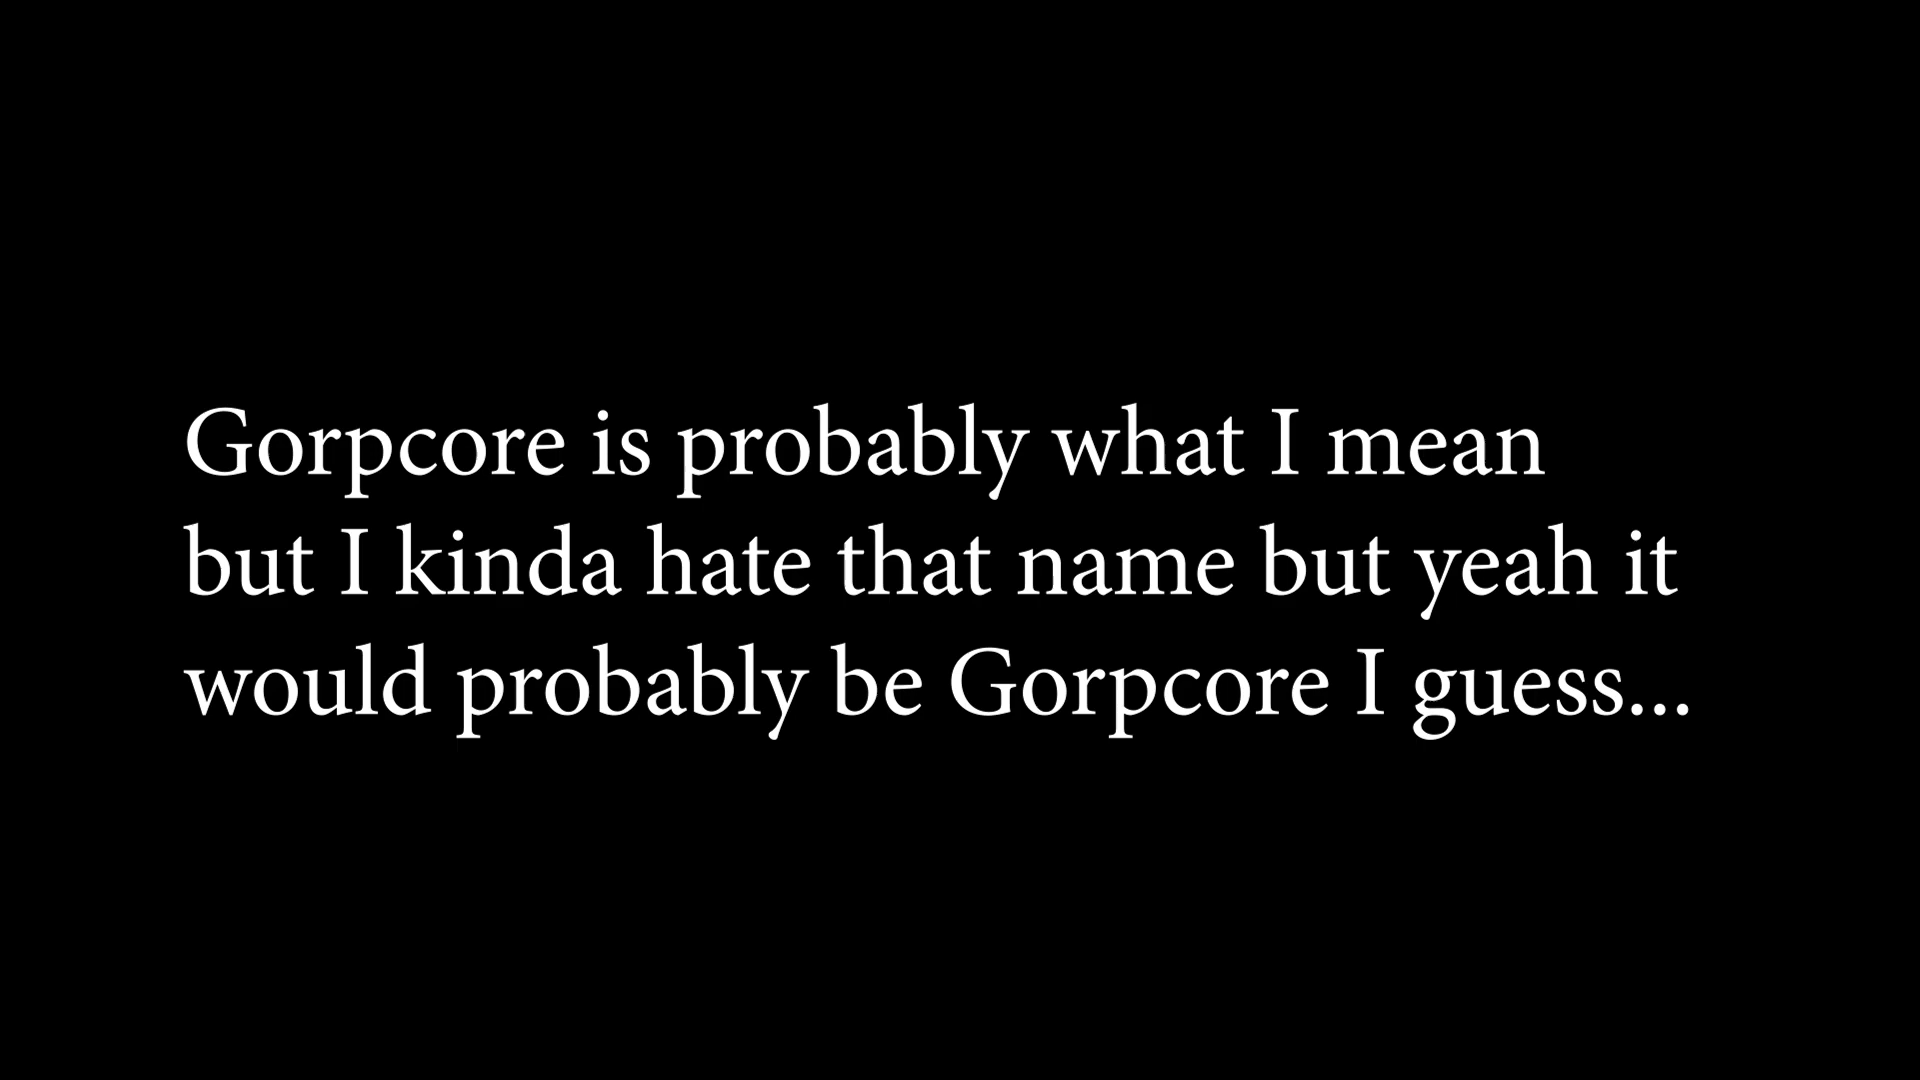 Gorpcore is probably what I mean
but I kinda hate that name but yeah it
would probably be Gorpcore I guess...